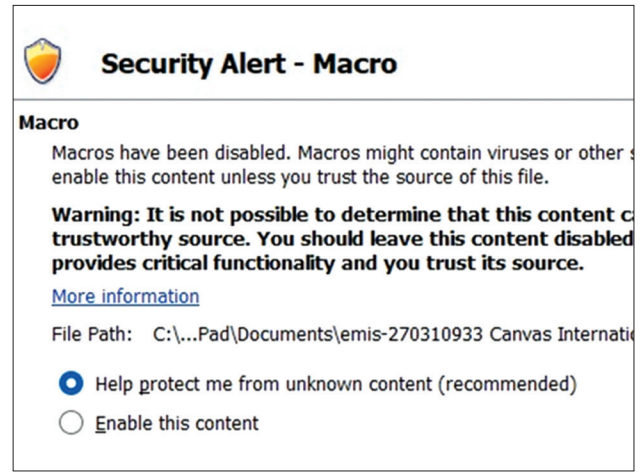 Security Alert - Macro
Macro
Macros have been disabled. Macros might contain viruses or other
enable this content unless you trust the source of this file.
Warning: It is not possible to determine that this content
trustworthy source. You should leave this content disabled
provides critical functionality and you trust its source.
More information
File Path: C:\...Pad\Documents\emis-270310933 Canvas
Help protect me from unknown content (recommended)
Enable this content